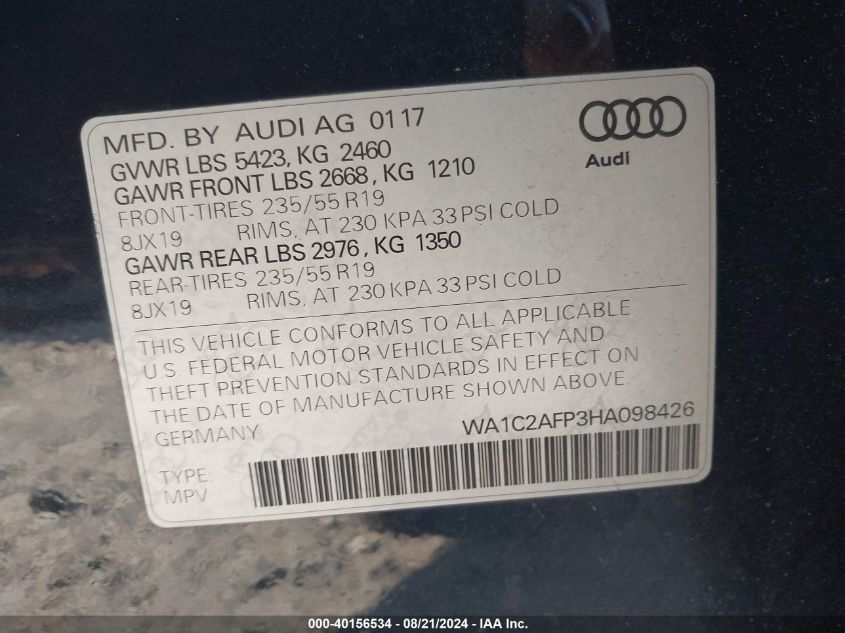 MFD. BY AUDI AG 01 17
GVWR LBS 5423, KG 2460
GAWR FRONT LBS 2668, KG 1210
FRONT-TIRES 235/55 R19
8JX19 RIMS, AT 230 KPA 33 PSI COLD
GAWR REAR LBS 2976, KG 1350
REAR-TIRES 235/55 R19
8JX19 RIMS, AT 230 KPA 33 PSI COLD
Audi
THIS VEHICLE CONFORMS TO ALL APPLICABLE
U.S. FEDERAL MOTOR VEHICLE SAFETY AND
THEFT PREVENTION STANDARDS IN EFFECT ON
THE DATE OF MANUFACTURE SHOWN ABOVE.
GERMANY WA1C2AFP3HA098426
TYPE:
MPV
000-40156534 - 08/21/2024 - IAA Inc.